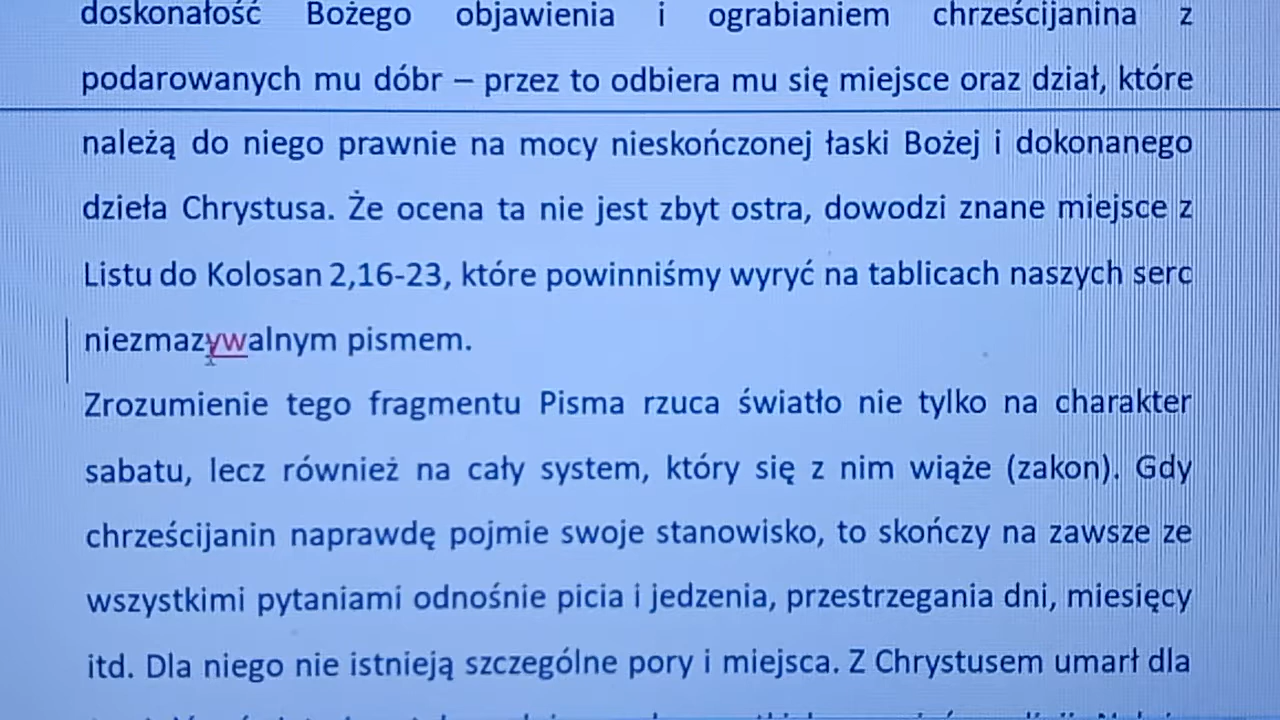 doskonałość Bożego objawienia i ograbianiem chrześcijanina z
podarowanych mu dóbr – przez to odbiera mu się miejsce oraz dział, które
należą do niego prawnie na mocy nieskończonej łaski Bożej i dokonanego
dzieła Chrystusa. Że ocena ta nie jest zbyt ostra, dowodzi znane miejsce z
Listu do Kolosan 2,16-23, które powinniśmy wyryć na tablicach naszych serc
niezmazywalnym pismem.
Zrozumienie tego fragmentu Pisma rzuca światło nie tylko na charakter
sabatu, lecz również na cały system, który się z nim wiąże (zakon). Gdy
chrześcijanin naprawdę pojmie swoje stanowisko, to skończy na zawsze ze
wszystkimi pytaniami odnośnie picia i jedzenia, przestrzegania dni, miesięcy
itd. Dla niego nie istnieją szczególne pory i miejsca. Z Chrystusem umarł dla